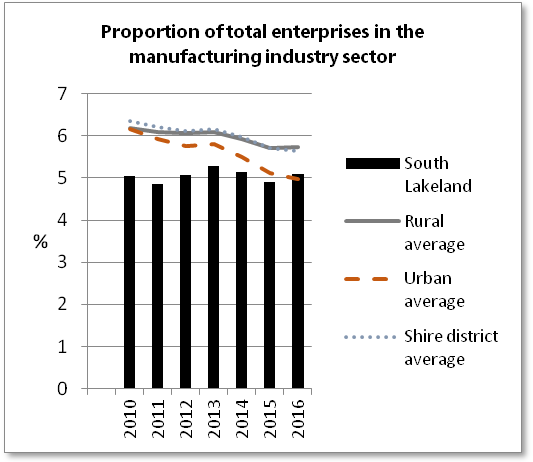 Proportion of total enterprises in the
manufacturing industry sector
7
6
5
4
3
2
1
0
%
2010
2011
2012
2013
2014
2015
2016
South
Lakeland
Rural
average
Urban
average
Shire district
average